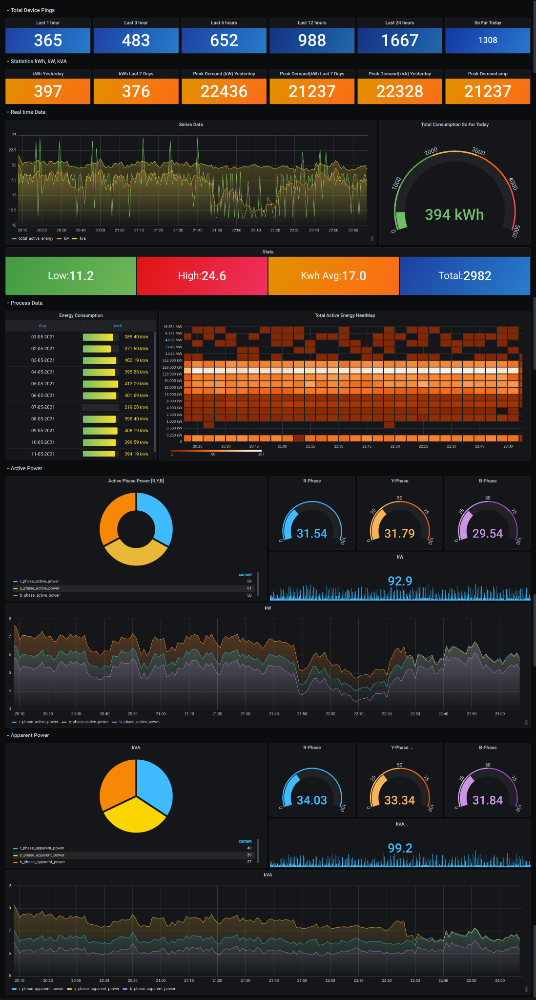 Total Device Pings
Last 1 hour
Last 3 hour
Last 6 hours
Last 12 hours
Last 24 hours
So Far Today
365
483
652
988
1667
1308
Statistics kWh, kW, kVA
kWh Yesterday
kWh Last 7 Days
Peak Demand (kW) Yesterday
Peak Demand(kW) Last 7 Days
Peak Demand(kvA) Yesterday
Peak Demand amp
397
376
22436
21237
22328
21237
Real time Data
Series Data
25
22.5
20
17.5
15
12.5
10
20:10 20:20 20:30 20:40 20:50 21:00 21:10 21:20 21:30 21:40 21:50 22:00 22:10 22:20 22:30 22:40 22:50 23:00
total_active_energy kw kva
Total Consumption So Far Today
0
1000
2000
3000
4000
5000
394 kWh
Stats
Low:11.2
High:24.6
Kwh Avg:17.0
Total:2982
Process Data
Energy Consumption
day kwh
01-05-2021 385.40 kWh
02-05-2021 371.60 kWh
03-05-2021 402.19 kWh
04-05-2021 395.88 kWh
05-05-2021 412.09 kWh
06-05-2021 401.69 kWh
07-05-2021 219.00 kWh
08-05-2021 398.40 kWh
09-05-2021 408.19 kWh
10-05-2021 399.59 kWh
11-05-2021 394.19 kWh
Total Active Energy HeatMap
16.384 MW
8.192 MW
4.096 MW
2.048 MW
1.024 MW
512.000 kW
256.000 kW
128.000 kW
64.000 kW
32.000 kW
16.000 kW
8.000 kW
4.000 kW
2.000 kW
1.000 kW
0.500 kW
0.250 kW
0
20:15 20:30 20:45 21:00 21:15 21:30 21:45 22:00 22:15 22:30 22:45 23:00
1 50 107
Active Power
Active Phase Power [R,Y,B]
current
r_phase_active_power 59
y_phase_active_power 61
b_phase_active_power 58
R-Phase
0
100
31.54
Y-Phase
0
25
50
75
100
31.79
B-Phase
0
25
50
75
100
29.54
kW
92.9
kW
8
7
6
5
4
3
20:10 20:20 20:30 20:40 20:50 21:00 21:10 21:20 21:30 21:40 21:50 22:00 22:10 22:20 22:30 22:40 22:50 23:00
r_phase_active_power y_phase_active_power b_phase_active_power
Apparent Power
kVA
current
r_phase_apparent_power 40
y_phase_apparent_power 39
b_phase_apparent_power 37
R-Phase
0
100
34.03
Y-Phase
0
25
50
75
100
33.34
B-Phase
0
25
50
75
100
31.84
kVA
99.2
kVA
9
8
7
6
5
20:10 20:20 20:30 20:40 20:50 21:00 21:10 21:20 21:30 21:40 21:50 22:00 22:10 22:20 22:30 22:40 22:50 23:00
r_phase_apparent_power y_phase_apparent_power b_phase_apparent_power